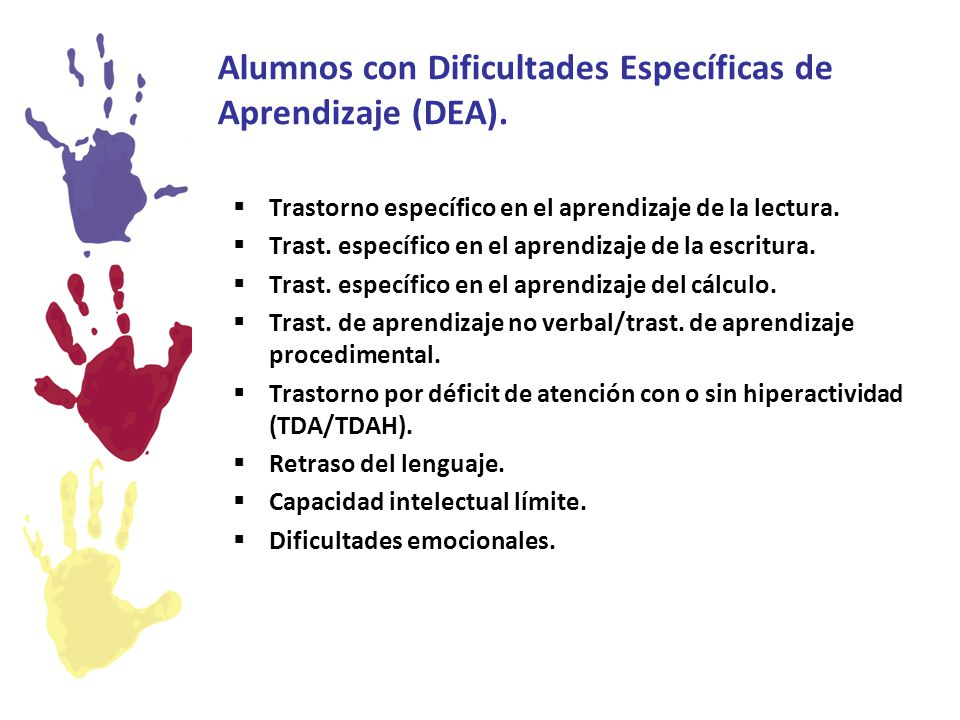 Alumnos con Dificultades Específicas de
Aprendizaje (DEA).
▪ Trastorno específico en el aprendizaje de la lectura.
▪ Trast. específico en el aprendizaje de la escritura.
▪ Trast. específico en el aprendizaje del cálculo.
▪ Trast. de aprendizaje no verbal/trast. de aprendizaje
procedimental.
▪ Trastorno por déficit de atención con o sin hiperactividad
(TDA/TDAH).
▪ Retraso del lenguaje.
▪ Capacidad intelectual límite.
▪ Dificultades emocionales.